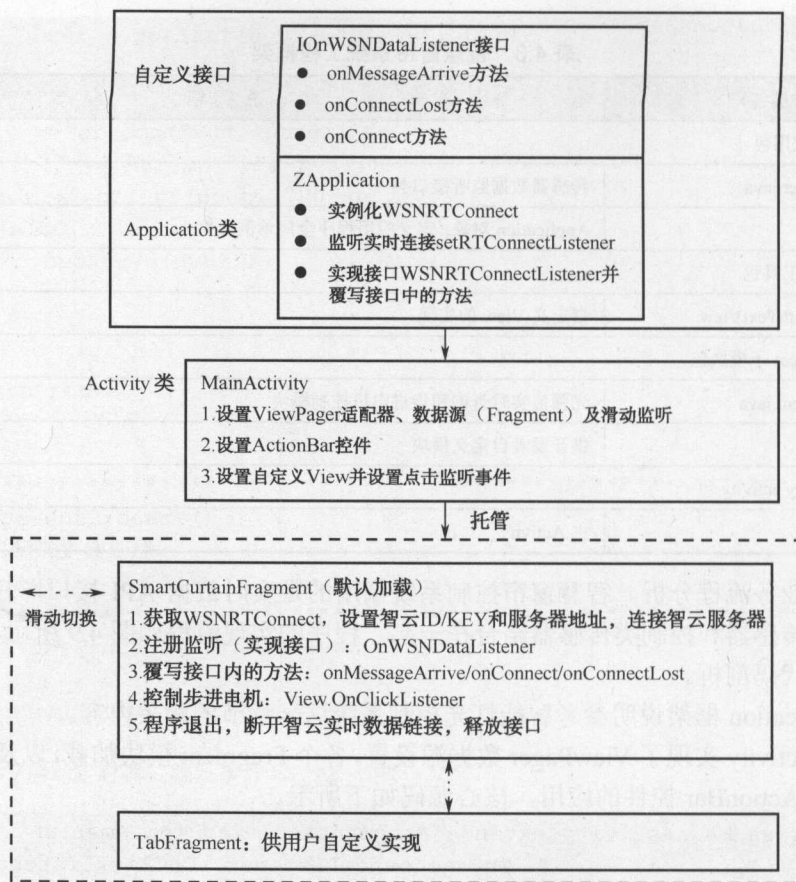 自定义接口
IOnWSNDataListener接口
● onMessageArrive方法
● onConnectLost方法
● onConnect方法
Application类
ZApplication
● 实例化WSNRTConnect
● 监听实时连接setRTConnectListener
● 实现接口WSNRTConnectListener并
覆写接口中的方法
Activity 类
MainActivity
1.设置ViewPager适配器、数据源（Fragment）及滑动监听
2.设置ActionBar控件
3.设置自定义View并设置点击监听事件
托管
滑动切换
SmartCurtainFragment（默认加载）
1.获取WSNRTConnect，设置智云ID/KEY和服务器地址，连接智云服务器
2.注册监听（实现接口）：OnWSNDataListener
3.覆写接口内的方法：onMessageArrive/onConnect/onConnectLost
4.控制步进电机：View.OnClickListener
5.程序退出，断开智云实时数据链接，释放接口
TabFragment：供用户自定义实现